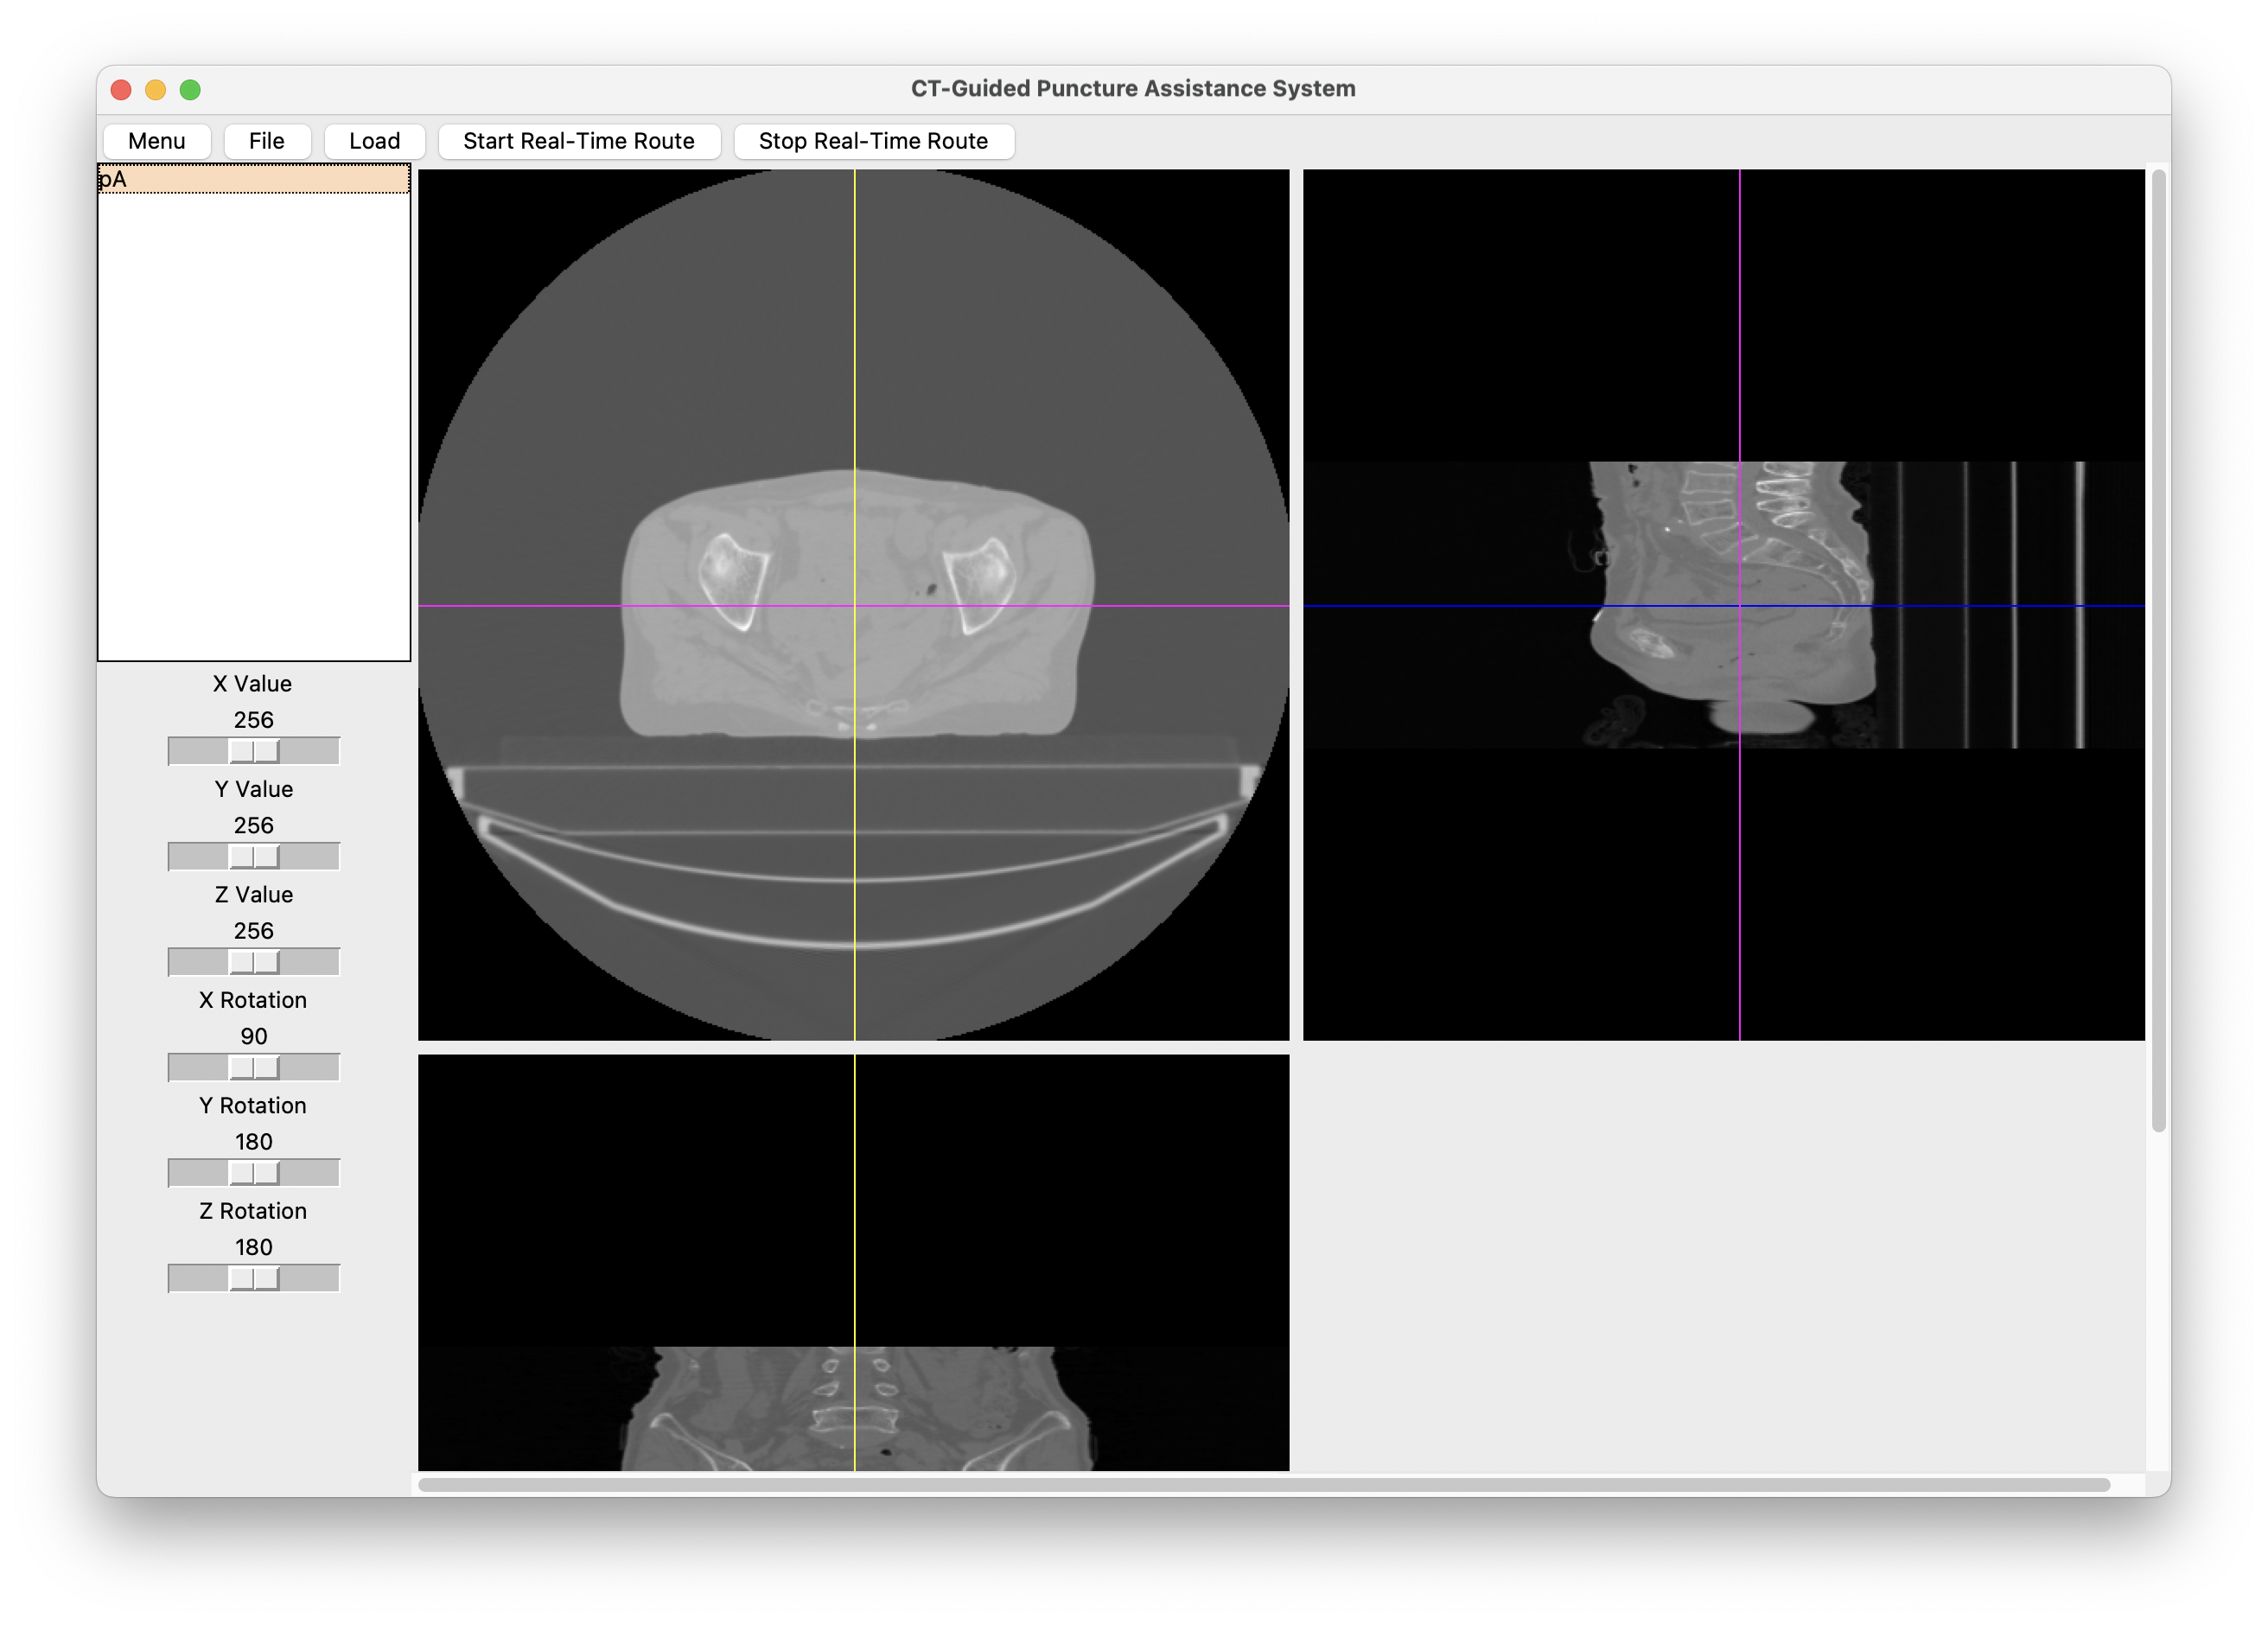 CT-Guided Puncture Assistance System
Menu File Load Start Real-Time Route Stop Real-Time Route
pA
X Value
256
Y Value
256
Z Value
256
X Rotation
90
Y Rotation
180
Z Rotation
180